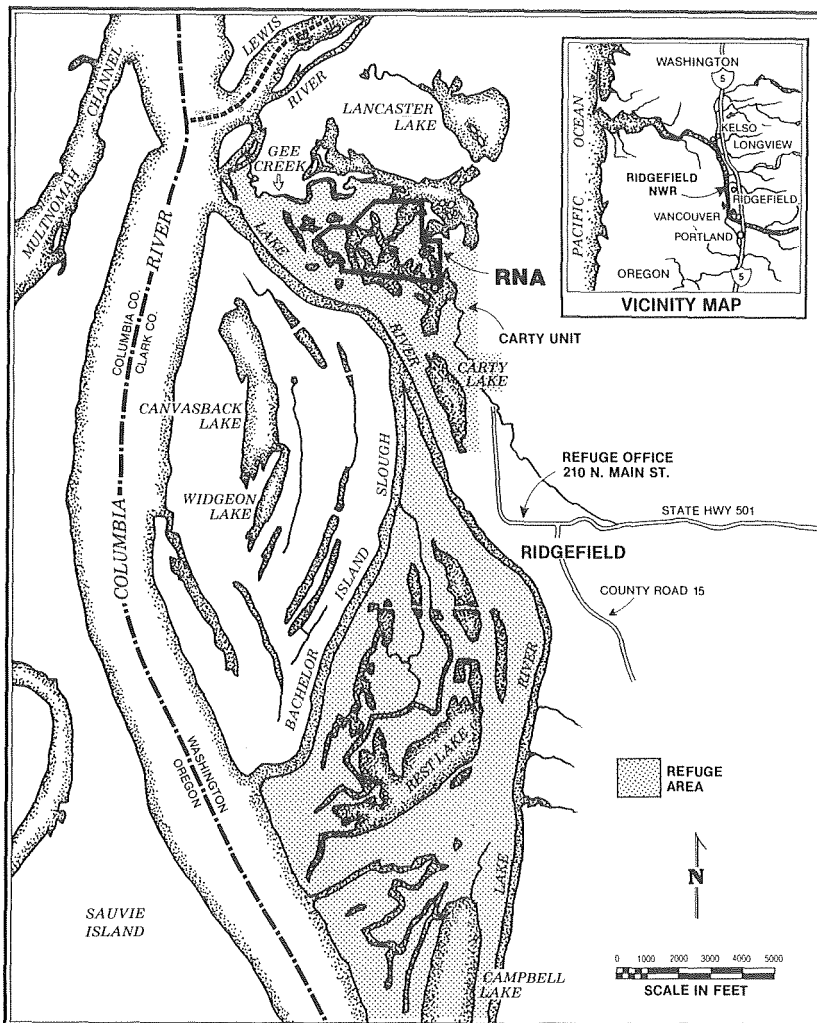 LEWIS
RIVER
LANCASTER
LAKE
GEE
CREEK
MULTNOMAH
CHANNEL
LAKE
RIVER
RNA
CARTY UNIT
CARTY
LAKE
COLUMBIA CO.
CLARK CO.
COLUMBIA
RIVER
CANVASBACK
LAKE
WIDGEON
LAKE
BACHELOR
ISLAND
SLOUGH
REFUGE OFFICE
210 N. MAIN ST.
STATE HWY 501
RIDGEFIELD
COUNTY ROAD 15
RIVER
LAKE
REST LAKE
WASHINGTON
OREGON
SAUVIE
ISLAND
CAMPBELL
LAKE
REFUGE
AREA
N
0 1000 2000 3000 4000 5000
SCALE IN FEET
WASHINGTON
5
PACIFIC
OCEAN
KELSO
LONGVIEW
RIDGEFIELD
NWR
RIDGEFIELD
VANCOUVER
PORTLAND
OREGON
5
VICINITY MAP